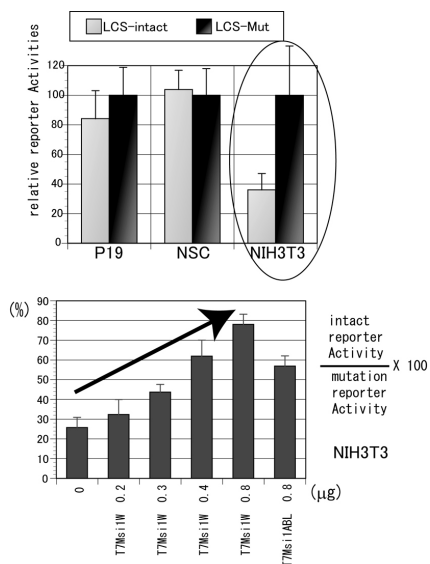 LCS-intact LCS-Mut
relative reporter Activities
120
100
80
60
40
20
0
P19 NSC NIH3T3
(%)
90
80
70
60
50
40
30
20
10
0
0
T7Msi1W 0.2
T7Msi1W 0.3
T7Msi1W 0.4
T7Msi1W 0.8
T7Msi1ABL 0.8
(μg)
intact
reporter
Activity
X 100
mutation
reporter
Activity
NIH3T3